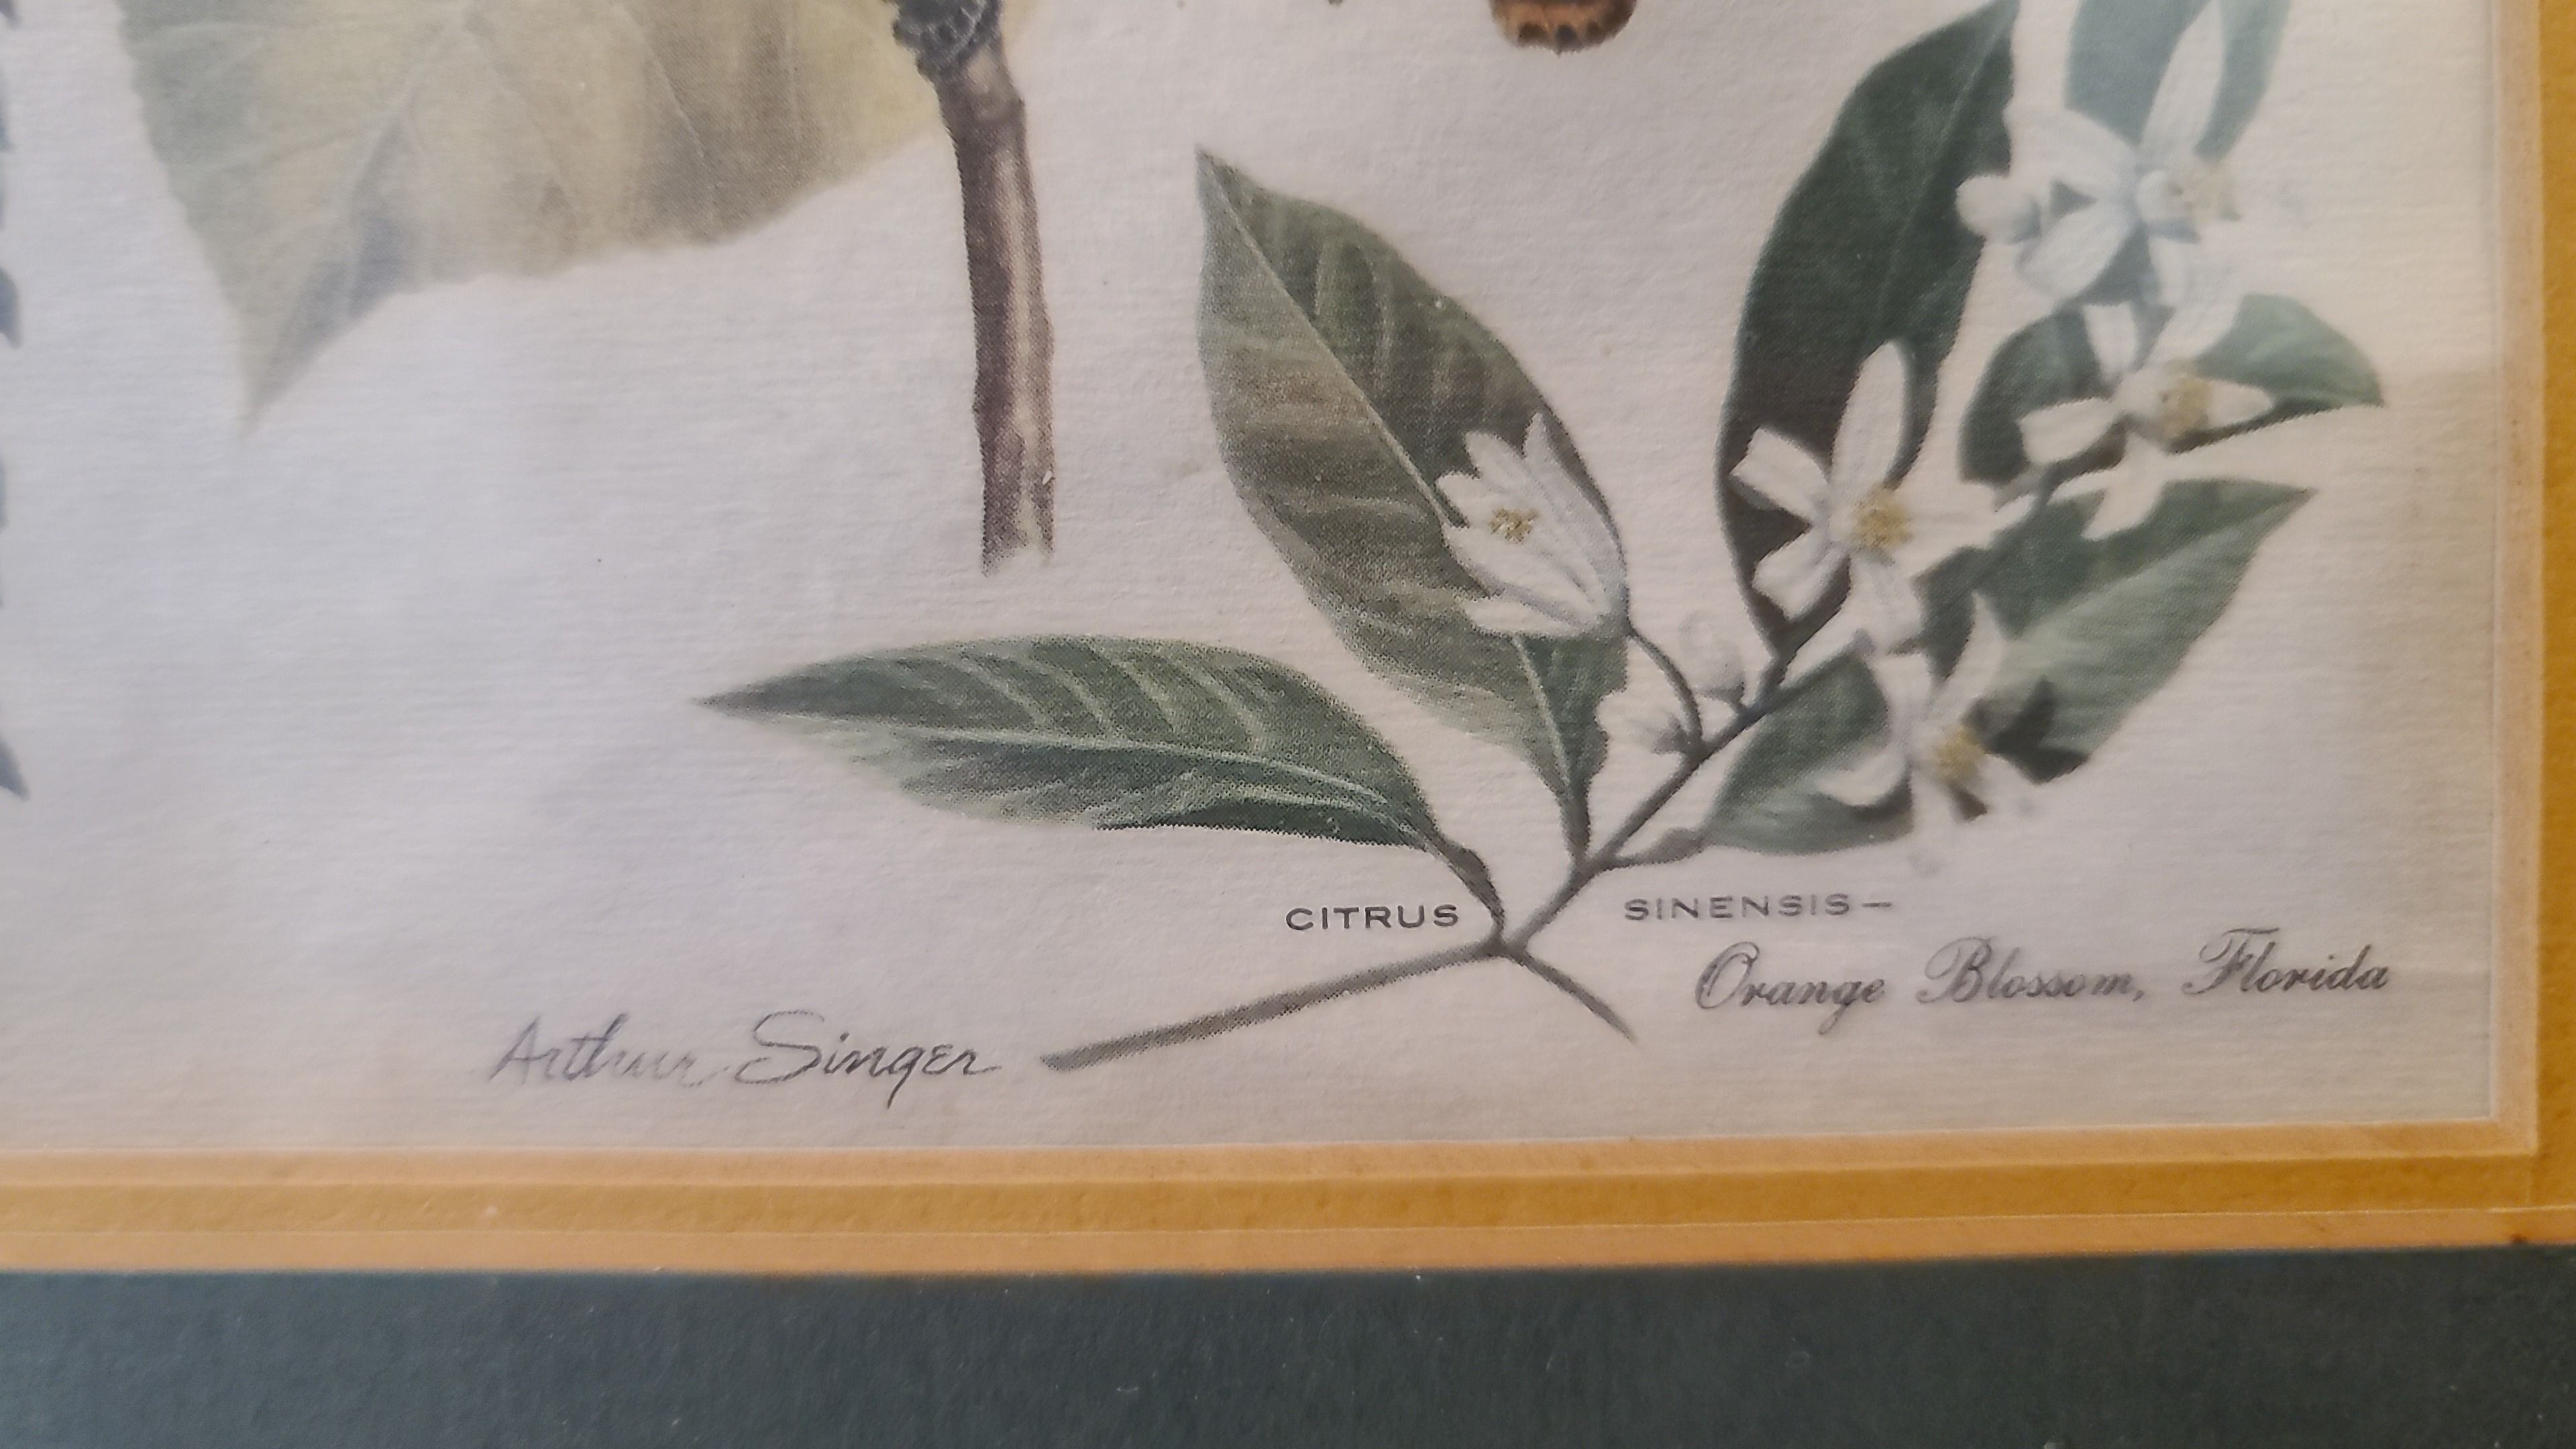 CITRUS SINENSIS—
Orange Blossom, Florida
Arthur Singer